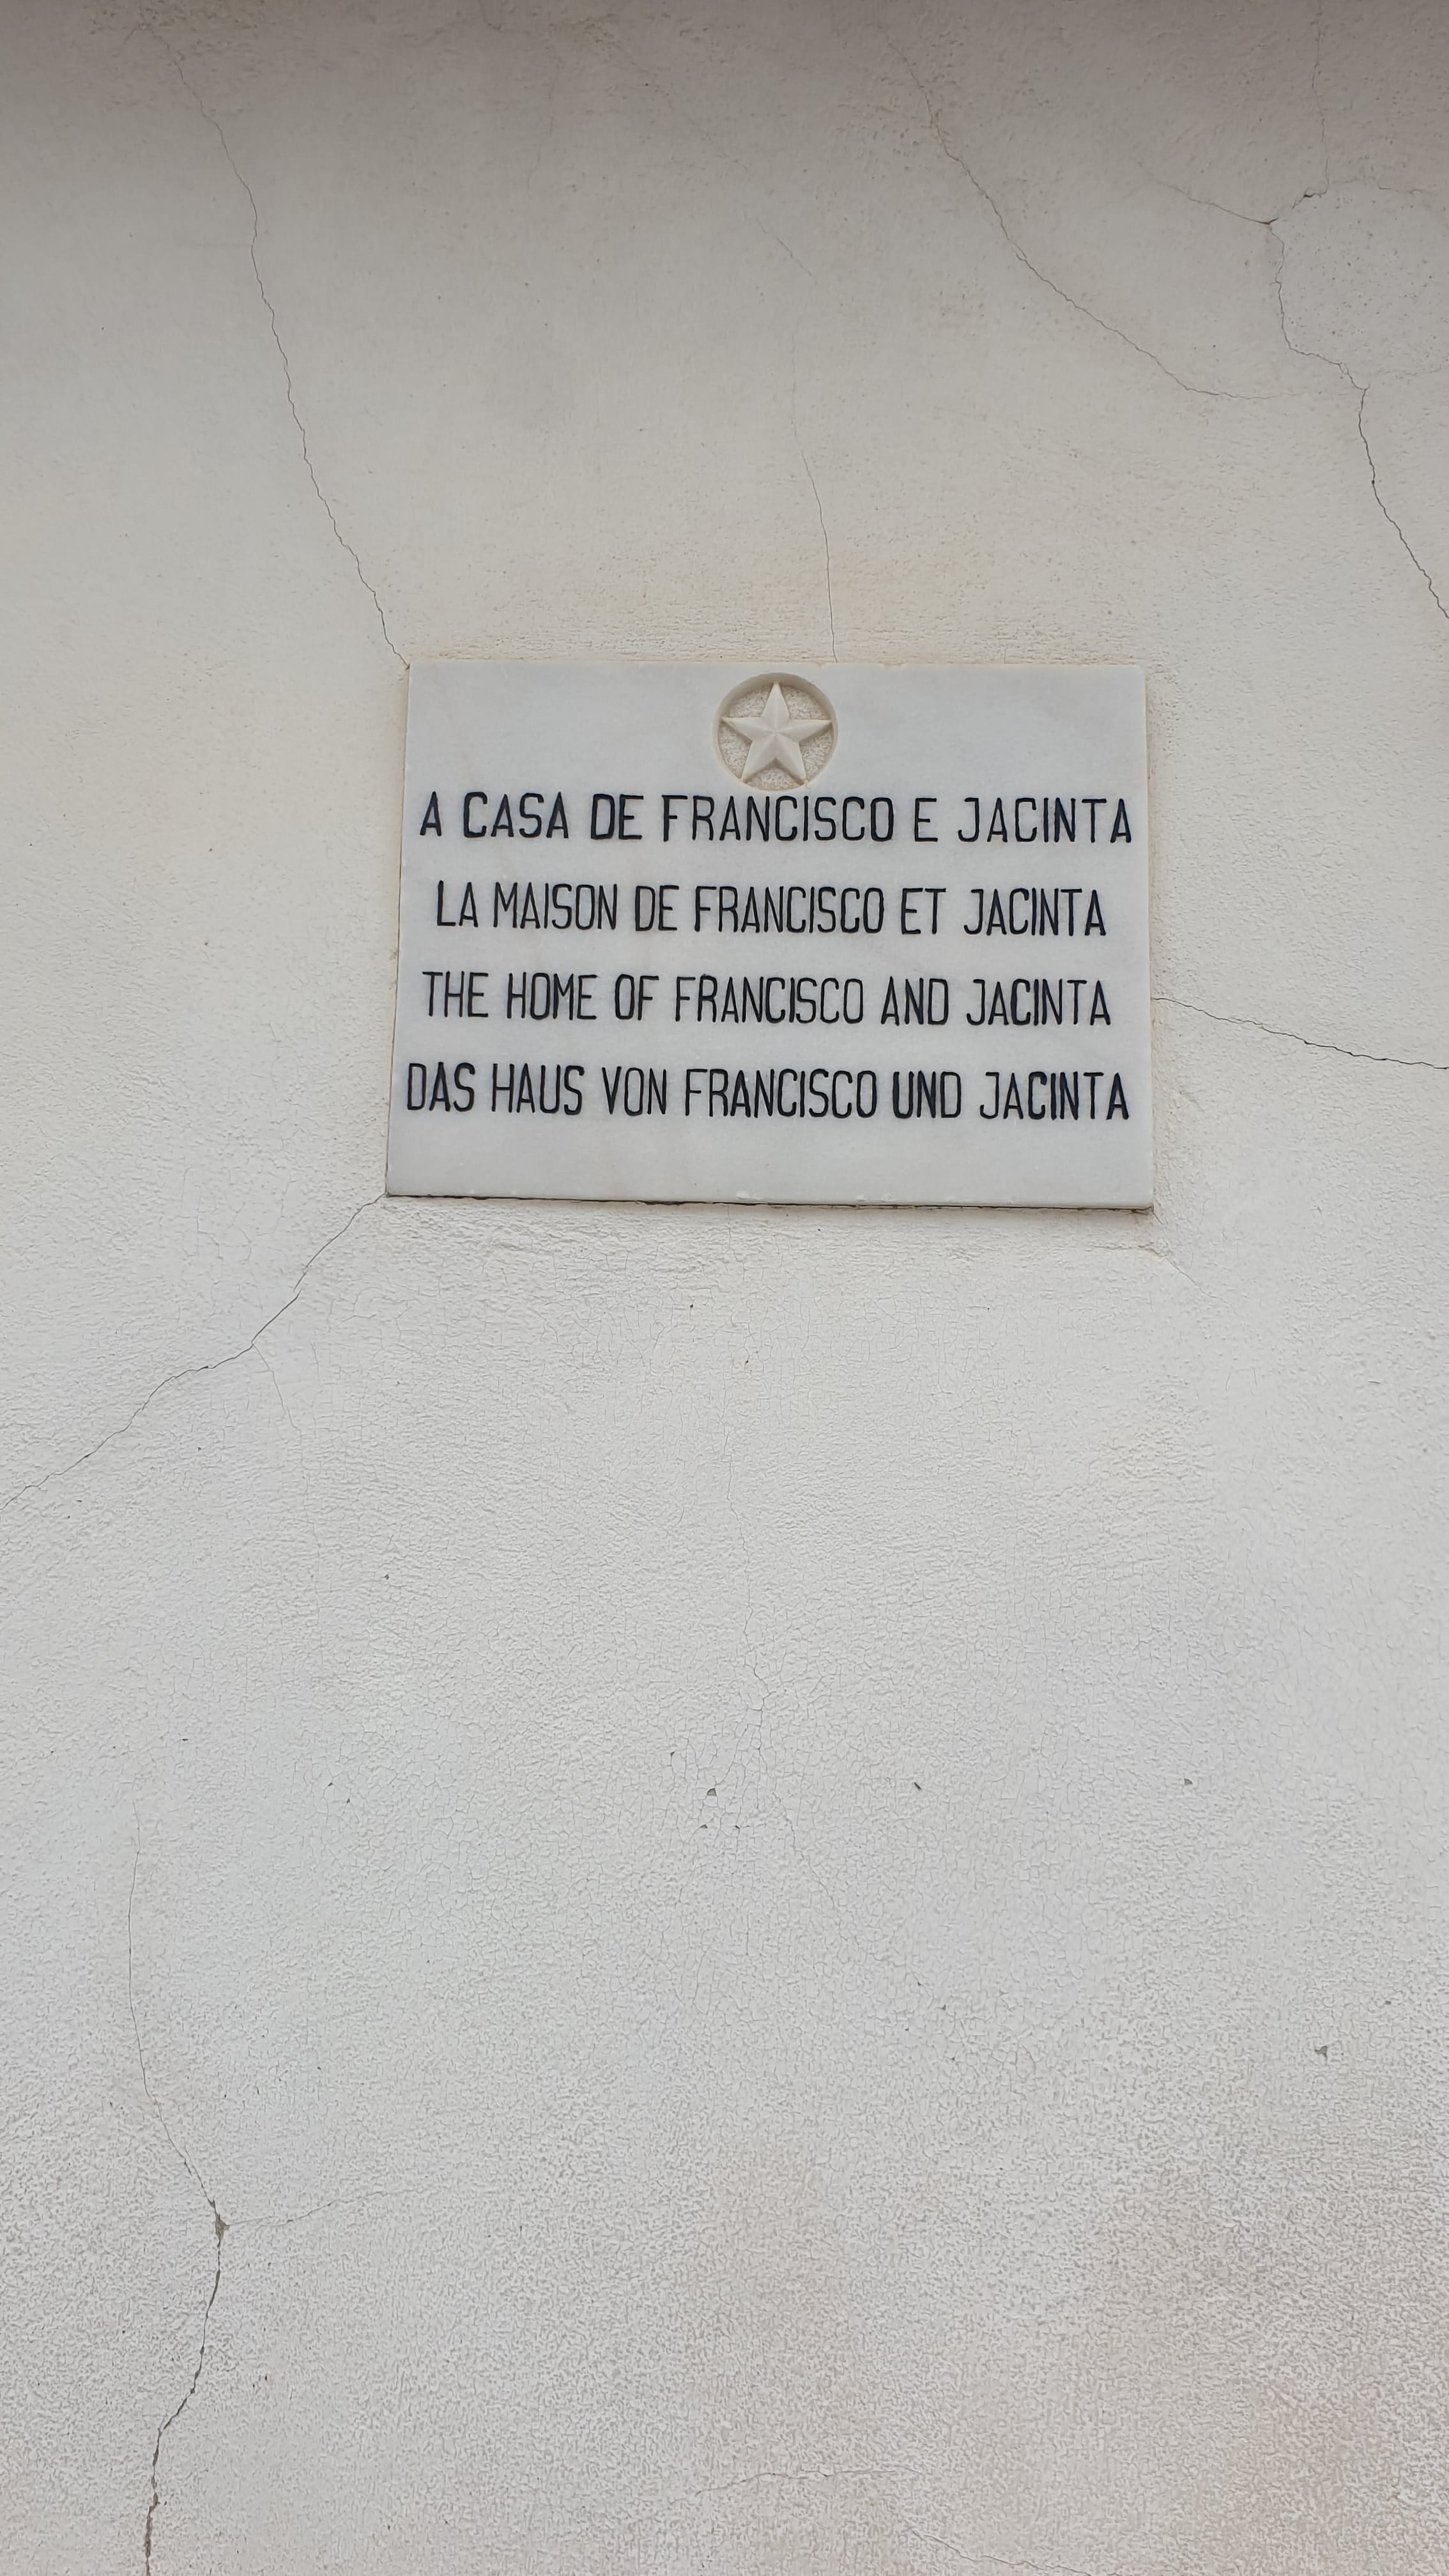 A CASA DE FRANCISCO E JACINTA
LA MAISON DE FRANCISCO ET JACINTA
THE HOME OF FRANCISCO AND JACINTA
DAS HAUS VON FRANCISCO UND JACINTA